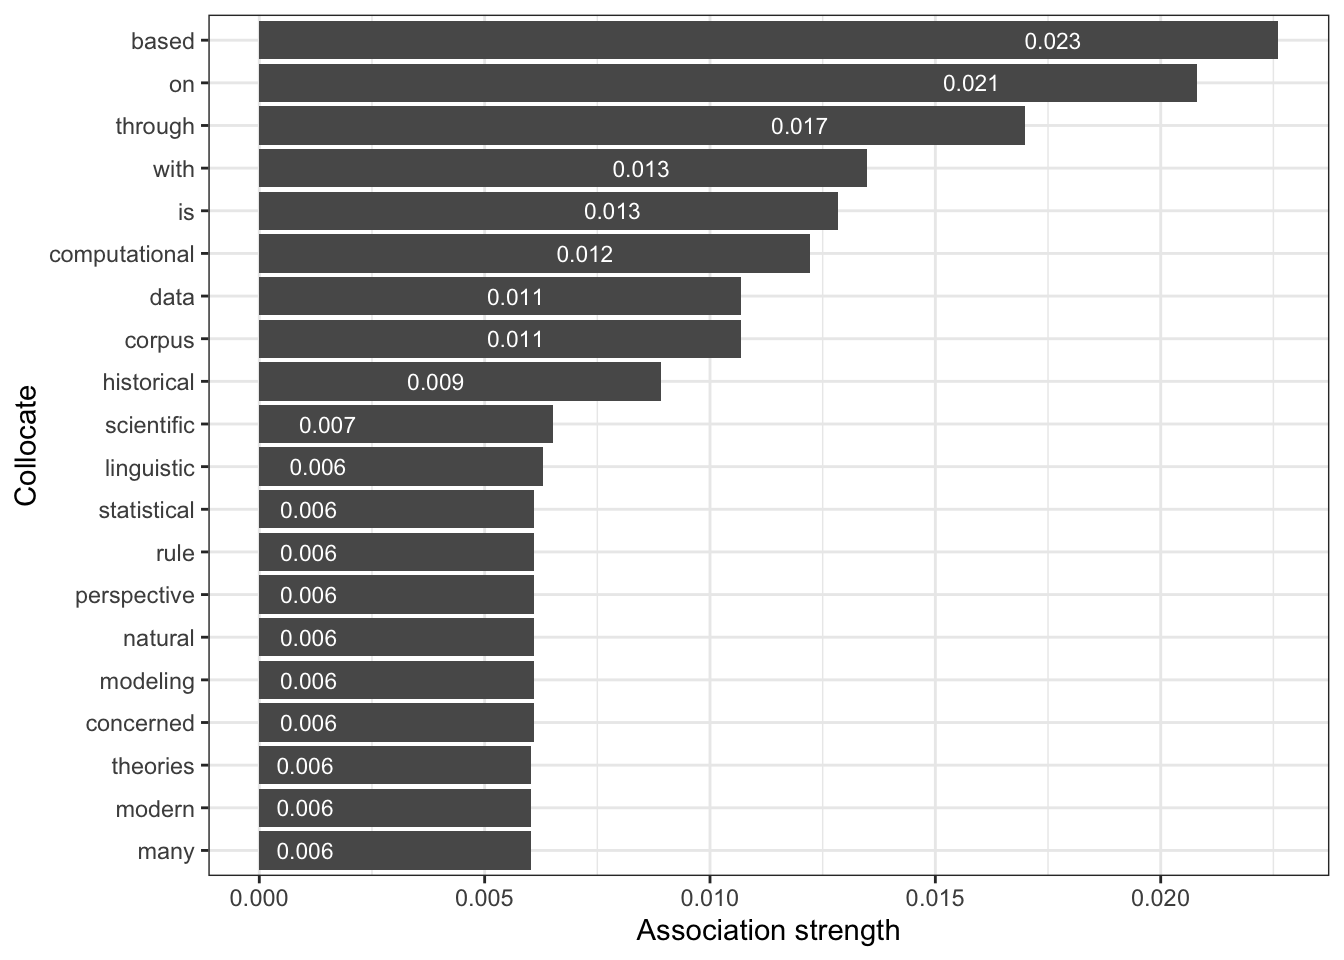 based 0.023
on 0.021
through 0.017
with 0.013
is 0.013
computational 0.012
data 0.011
corpus 0.011
historical 0.009
scientific 0.007
linguistic 0.006
statistical 0.006
rule 0.006
perspective 0.006
natural 0.006
modeling 0.006
concerned 0.006
theories 0.006
modern 0.006
many 0.006
Collocate
0.000 0.005 0.010 0.015 0.020
Association strength